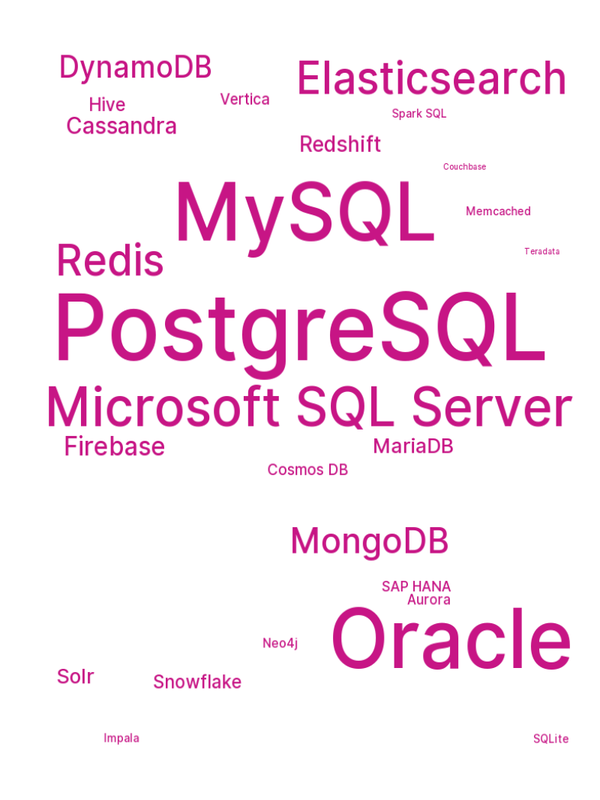 DynamoDB
Elasticsearch
Hive
Vertica
Spark SQL
Cassandra
Redshift
Couchbase
MySQL
Memcached
Redis
Teradata
PostgreSQL
Microsoft SQL Server
Firebase
MariaDB
Cosmos DB
MongoDB
SAP HANA
Aurora
Oracle
Neo4j
Solr
Snowflake
Impala
SQLite